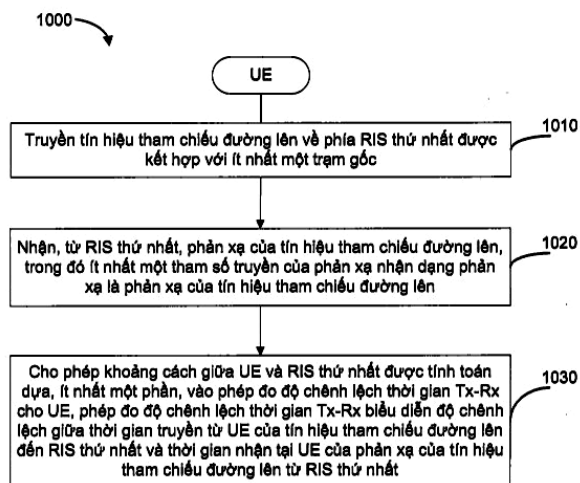 1000
UE
Truyền tín hiệu tham chiếu đường lên về phía RIS thứ nhất được
kết hợp với ít nhất một trạm gốc
1010
Nhận, từ RIS thứ nhất, phản xạ của tín hiệu tham chiếu đường lên,
trong đó ít nhất một tham số truyền của phản xạ nhận dạng phản
xạ là phản xạ của tín hiệu tham chiếu đường lên
1020
Cho phép khoảng cách giữa UE và RIS thứ nhất được tính toán
dựa, ít nhất một phần, vào phép đo độ chênh lệch thời gian Tx-Rx
cho UE, phép đo độ chênh lệch thời gian Tx-Rx biểu diễn độ chênh
lệch giữa thời gian truyền từ UE của tín hiệu tham chiếu đường lên
đến RIS thứ nhất và thời gian nhận tại UE của phản xạ của tín hiệu
tham chiếu đường lên từ RIS thứ nhất
1030